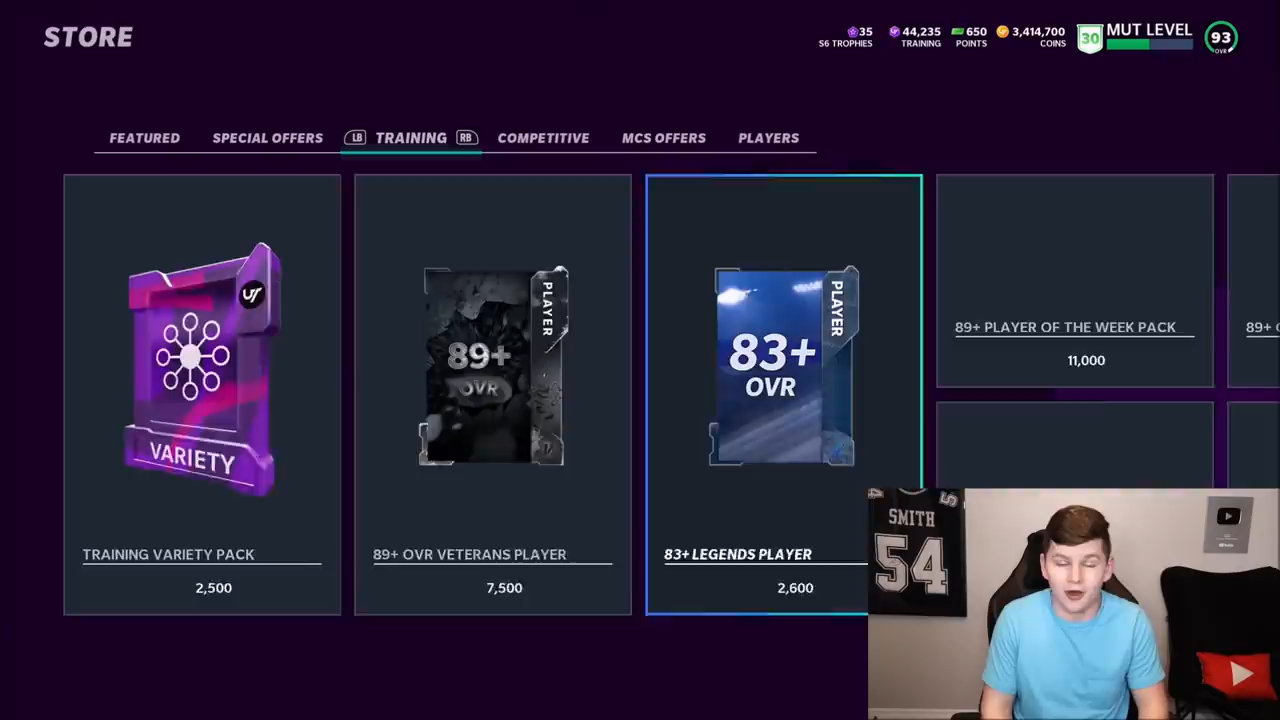 STORE
35
S6 TROPHIES
44,235
TRAINING
650
POINTS
3,414,700
COINS
30
MUT LEVEL
93
OVR
FEATURED
SPECIAL OFFERS
LB
TRAINING
RB
COMPETITIVE
MCS OFFERS
PLAYERS
VARIETY
TRAINING VARIETY PACK
2,500
PLAYER
89+
OVR
89+ OVR VETERANS PLAYER
7,500
PLAYER
83+
OVR
83+ LEGENDS PLAYER
2,600
89+ PLAYER OF THE WEEK PACK
11,000
89+
SMITH
54